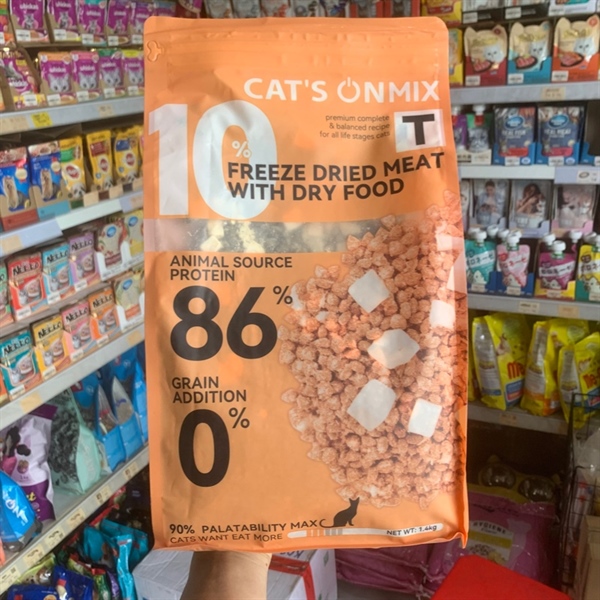 CAT'S ONMIX
premium complete
& balanced recipe
for all life stages cats
T
10%
FREEZE DRIED MEAT
WITH DRY FOOD
ANIMAL SOURCE
PROTEIN
86%
GRAIN
ADDITION
0%
90% PALATABILITY MAX
CATS WANT EAT MORE
NET WT: 1.4kg